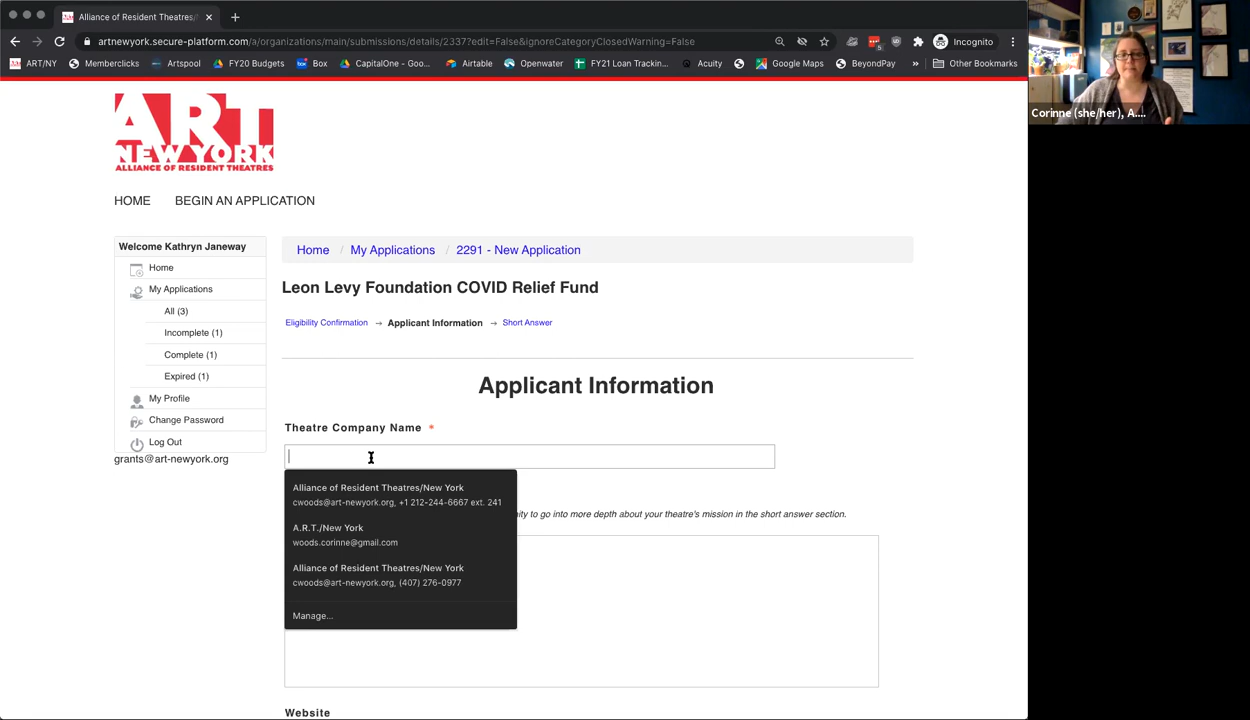 Alliance of Resident Theatres/
artnewyork.secure-platform.com/a/organizations/main/submissions/details/2337?edit=False&ignoreCategoryClosedWarning=False
5
Incognito
ART/NY Memberclicks Artspool FY20 Budgets Box CapitalOne - Goo... Airtable Openwater FY21 Loan Trackin... Acuity Google Maps BeyondPay » Other Bookmarks
Corinne (she/her), A....
ART
NEW YORK
ALLIANCE OF RESIDENT THEATRES
HOME BEGIN AN APPLICATION
Welcome Kathryn Janeway
Home
My Applications
All (3)
Incomplete (1)
Complete (1)
Expired (1)
My Profile
Change Password
Log Out
grants@art-newyork.org
Home / My Applications / 2291 - New Application
Leon Levy Foundation COVID Relief Fund
Eligibility Confirmation → Applicant Information → Short Answer
Applicant Information
Theatre Company Name *
Alliance of Resident Theatres/New York
cwoods@art-newyork.org, +1 212-244-6667 ext. 241
A.R.T./New York
woods.corinne@gmail.com
Alliance of Resident Theatres/New York
cwoods@art-newyork.org, (407) 276-0977
Manage...
ity to go into more depth about your theatre's mission in the short answer section.
Website